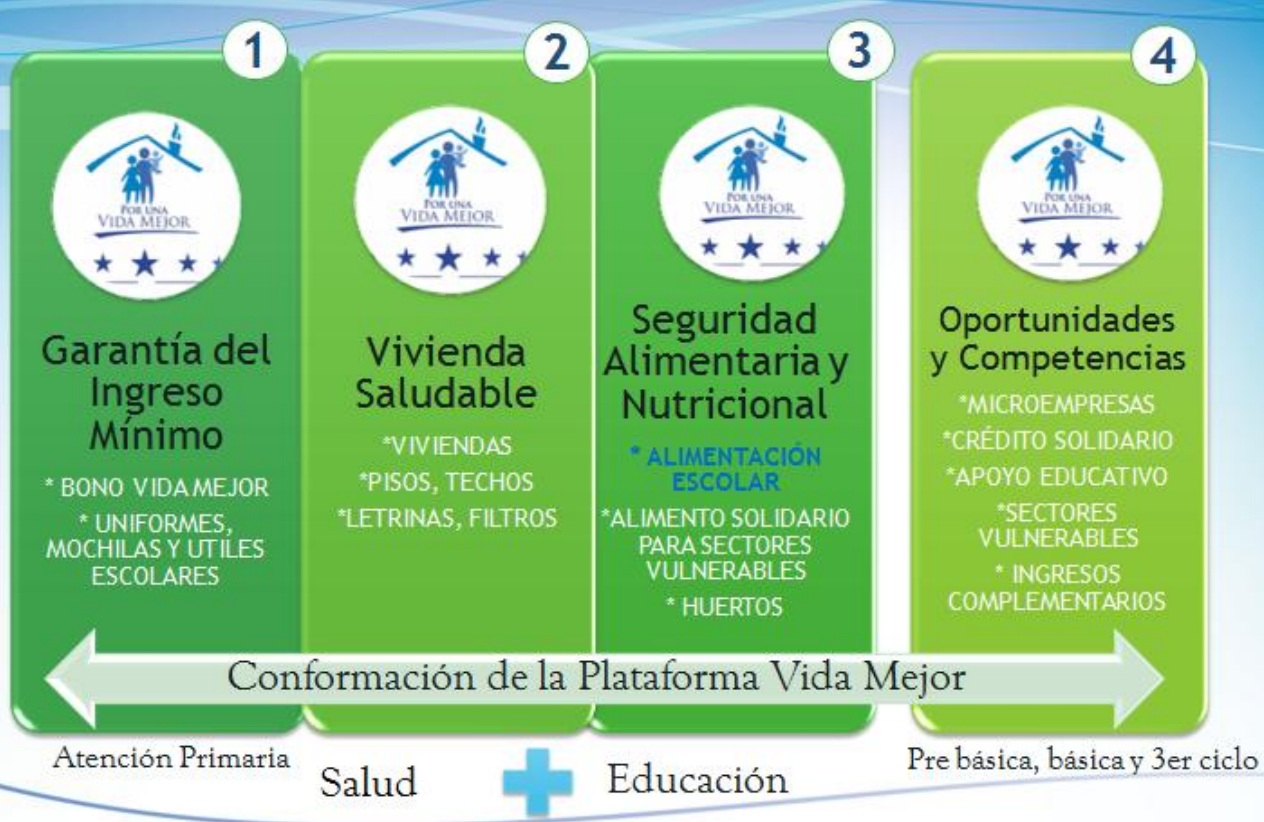 1
POR UNA
VIDA MEJOR
Garantía del
Ingreso
Mínimo
* BONO VIDA MEJOR
* UNIFORMES,
MOCHILAS Y UTILES
ESCOLARES
2
POR UNA
VIDA MEJOR
Vivienda
Saludable
*VIVIENDAS
*PISOS, TECHOS
*LETRINAS, FILTROS
3
POR UNA
VIDA MEJOR
Seguridad
Alimentaria y
Nutricional
* ALIMENTACIÓN
ESCOLAR
*ALIMENTO SOLIDARIO
PARA SECTORES
VULNERABLES
* HUERTOS
4
POR UNA
VIDA MEJOR
Oportunidades
y Competencias
*MICROEMPRESAS
*CRÉDITO SOLIDARIO
*APOYO EDUCATIVO
*SECTORES
VULNERABLES
* INGRESOS
COMPLEMENTARIOS
Conformación de la Plataforma Vida Mejor
Atención Primaria
Salud
Educación
Pre básica, básica y 3er ciclo